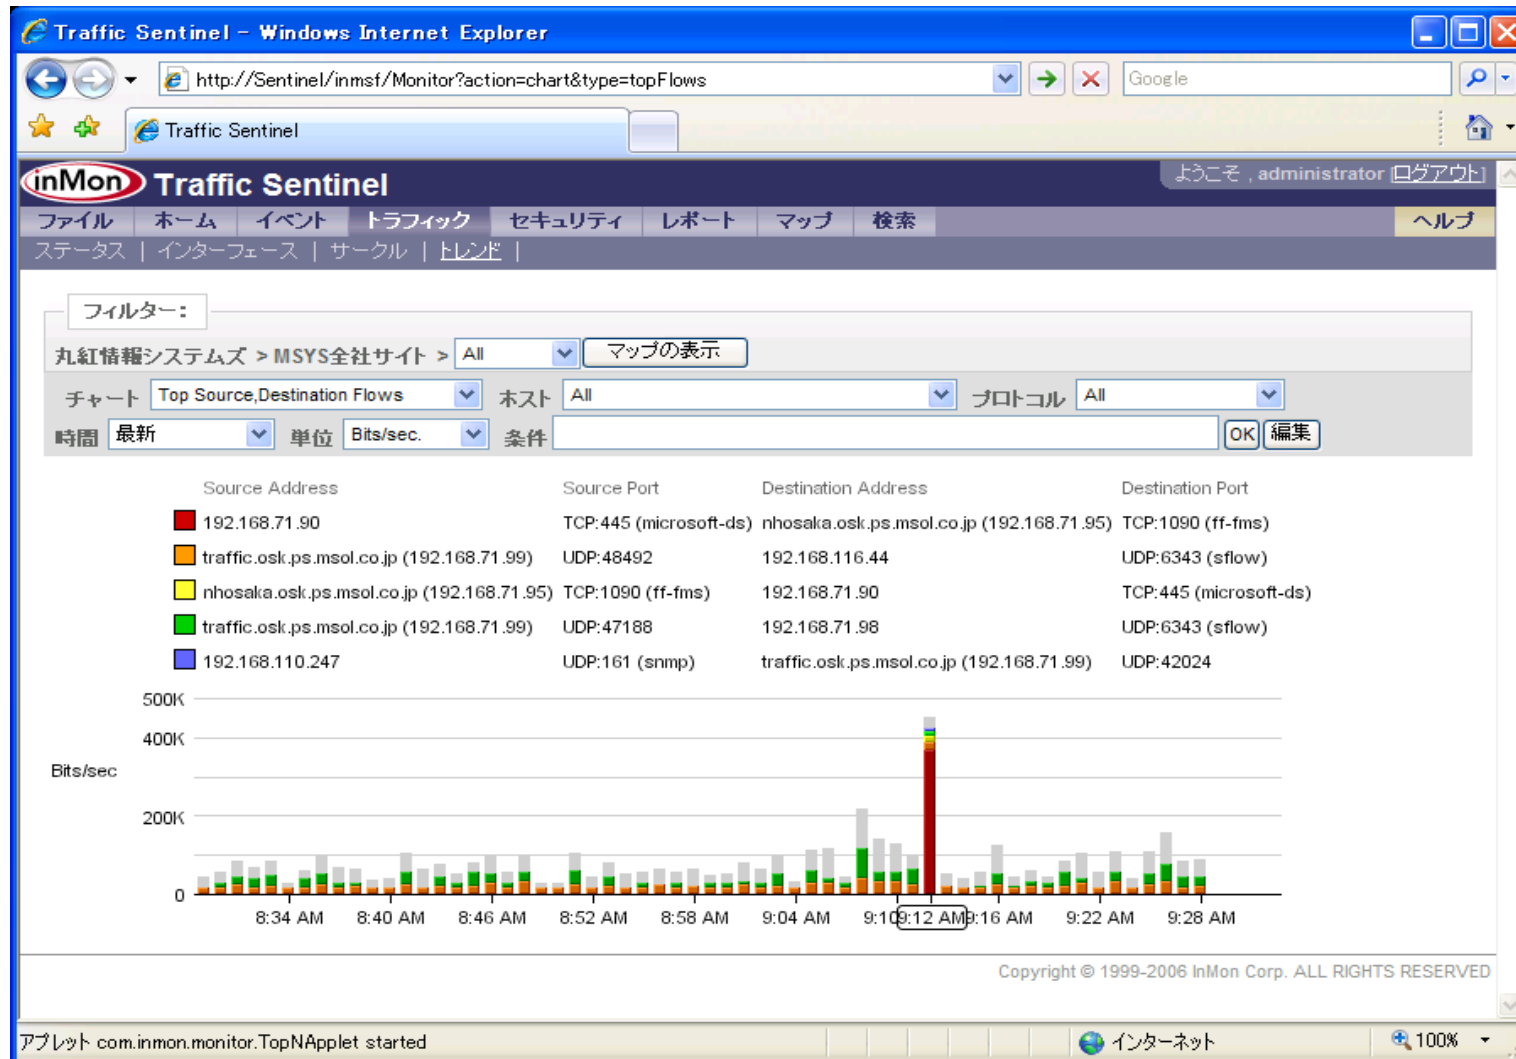 Traffic Sentinel - Windows Internet Explorer
http://Sentinel/inmsf/Monitor?action=chart&type=topFlows
Google
Traffic Sentinel
inMon Traffic Sentinel
ようこそ , administrator [ログアウト]
ファイル ホーム イベント トラフィック セキュリティ レポート マップ 検索 ヘルプ
ステータス | インターフェース | サークル | トレンド |
フィルター:
丸紅情報システムズ > MSYS全社サイト > All マップの表示
チャート Top Source,Destination Flows ホスト All プロトコル All
時間 最新 単位 Bits/sec. 条件 OK 編集
Source Address Source Port Destination Address Destination Port
192.168.71.90 TCP:445 (microsoft-ds) nhosaka.osk.ps.msol.co.jp (192.168.71.95) TCP:1090 (ff-fms)
traffic.osk.ps.msol.co.jp (192.168.71.99) UDP:48492 192.168.116.44 UDP:6343 (sflow)
nhosaka.osk.ps.msol.co.jp (192.168.71.95) TCP:1090 (ff-fms) 192.168.71.90 TCP:445 (microsoft-ds)
traffic.osk.ps.msol.co.jp (192.168.71.99) UDP:47188 192.168.71.98 UDP:6343 (sflow)
192.168.110.247 UDP:161 (snmp) traffic.osk.ps.msol.co.jp (192.168.71.99) UDP:42024
500K
400K
Bits/sec
200K
0
8:34 AM 8:40 AM 8:46 AM 8:52 AM 8:58 AM 9:04 AM 9:10 9:12 AM 9:16 AM 9:22 AM 9:28 AM
Copyright © 1999-2006 InMon Corp. ALL RIGHTS RESERVED
アプレット com.inmon.monitor.TopNApplet started インターネット 100%